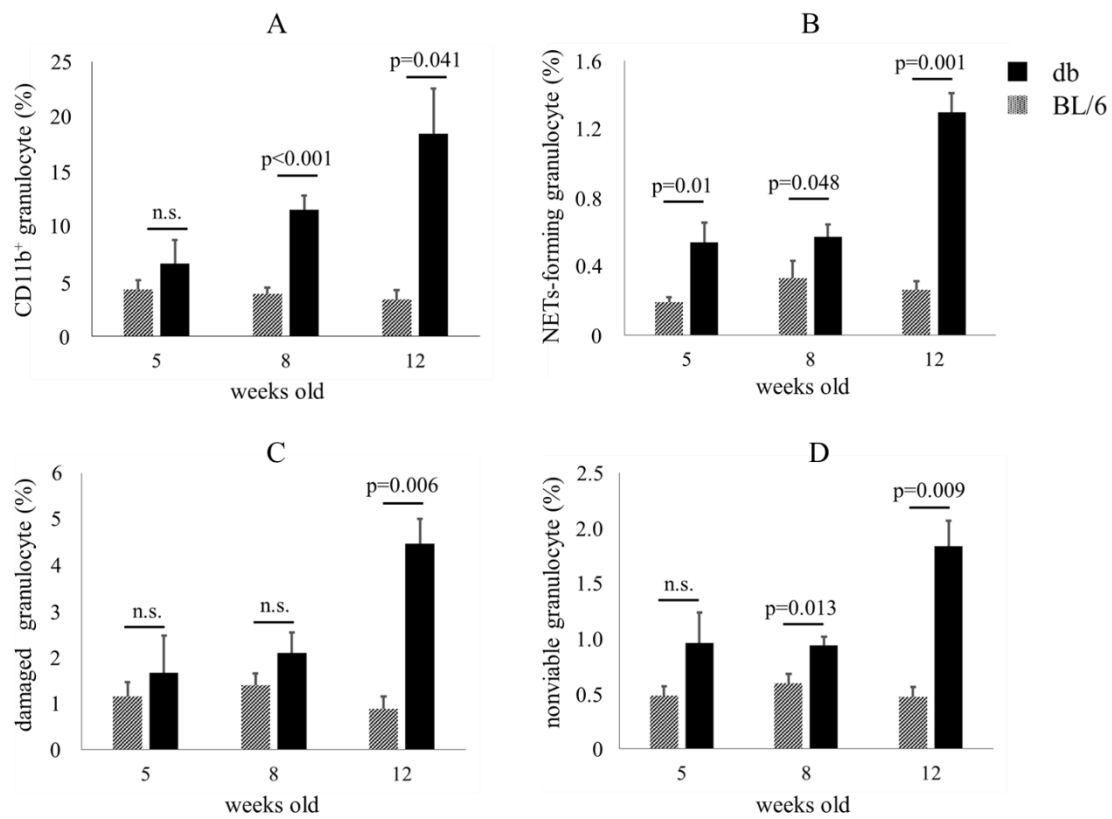 A
CD11b⁺ granulocyte (%)
25
20
15
10
5
0
n.s.
p<0.001
p=0.041
5 8 12
weeks old
B
NETs-forming granulocyte (%)
1.6
1.2
0.8
0.4
0
p=0.01
p=0.048
p=0.001
5 8 12
weeks old
db
BL/6
C
damaged granulocyte (%)
6
5
4
3
2
1
0
n.s.
n.s.
p=0.006
5 8 12
weeks old
D
nonviable granulocyte (%)
2.5
2.0
1.5
1.0
0.5
0
n.s.
p=0.013
p=0.009
5 8 12
weeks old